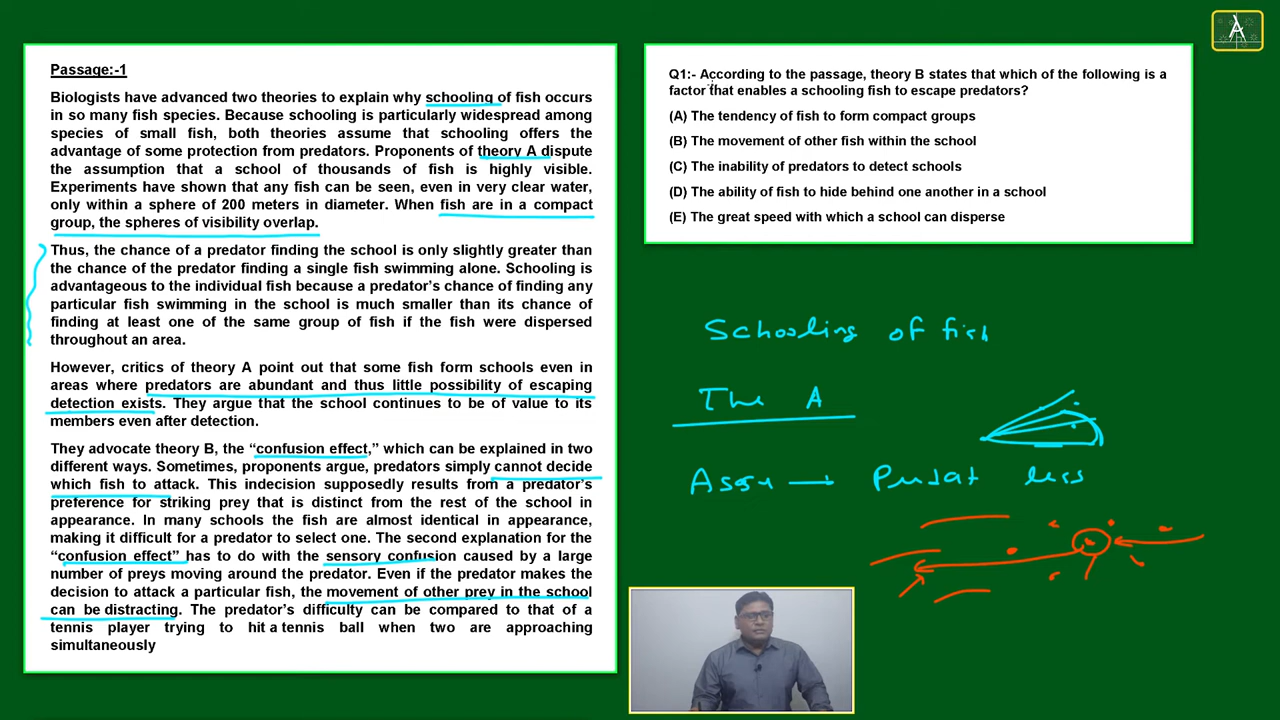 A
Passage:-1
Biologists have advanced two theories to explain why schooling of fish occurs
in so many fish species. Because schooling is particularly widespread among
species of small fish, both theories assume that schooling offers the
advantage of some protection from predators. Proponents of theory A dispute
the assumption that a school of thousands of fish is highly visible.
Experiments have shown that any fish can be seen, even in very clear water,
only within a sphere of 200 meters in diameter. When fish are in a compact
group, the spheres of visibility overlap.
Thus, the chance of a predator finding the school is only slightly greater than
the chance of the predator finding a single fish swimming alone. Schooling is
advantageous to the individual fish because a predator's chance of finding any
particular fish swimming in the school is much smaller than its chance of
finding at least one of the same group of fish if the fish were dispersed
throughout an area.
However, critics of theory A point out that some fish form schools even in
areas where predators are abundant and thus little possibility of escaping
detection exists. They argue that the school continues to be of value to its
members even after detection.
They advocate theory B, the “confusion effect,” which can be explained in two
different ways. Sometimes, proponents argue, predators simply cannot decide
which fish to attack. This indecision supposedly results from a predator's
preference for striking prey that is distinct from the rest of the school in
appearance. In many schools the fish are almost identical in appearance,
making it difficult for a predator to select one. The second explanation for the
“confusion effect” has to do with the sensory confusion caused by a large
number of preys moving around the predator. Even if the predator makes the
decision to attack a particular fish, the movement of other prey in the school
can be distracting. The predator's difficulty can be compared to that of a
tennis player trying to hit a tennis ball when two are approaching
simultaneously
Q1:- According to the passage, theory B states that which of the following is a
factor that enables a schooling fish to escape predators?
(A) The tendency of fish to form compact groups
(B) The movement of other fish within the school
(C) The inability of predators to detect schools
(D) The ability of fish to hide behind one another in a school
(E) The great speed with which a school can disperse
Schooling of fish
The A
less